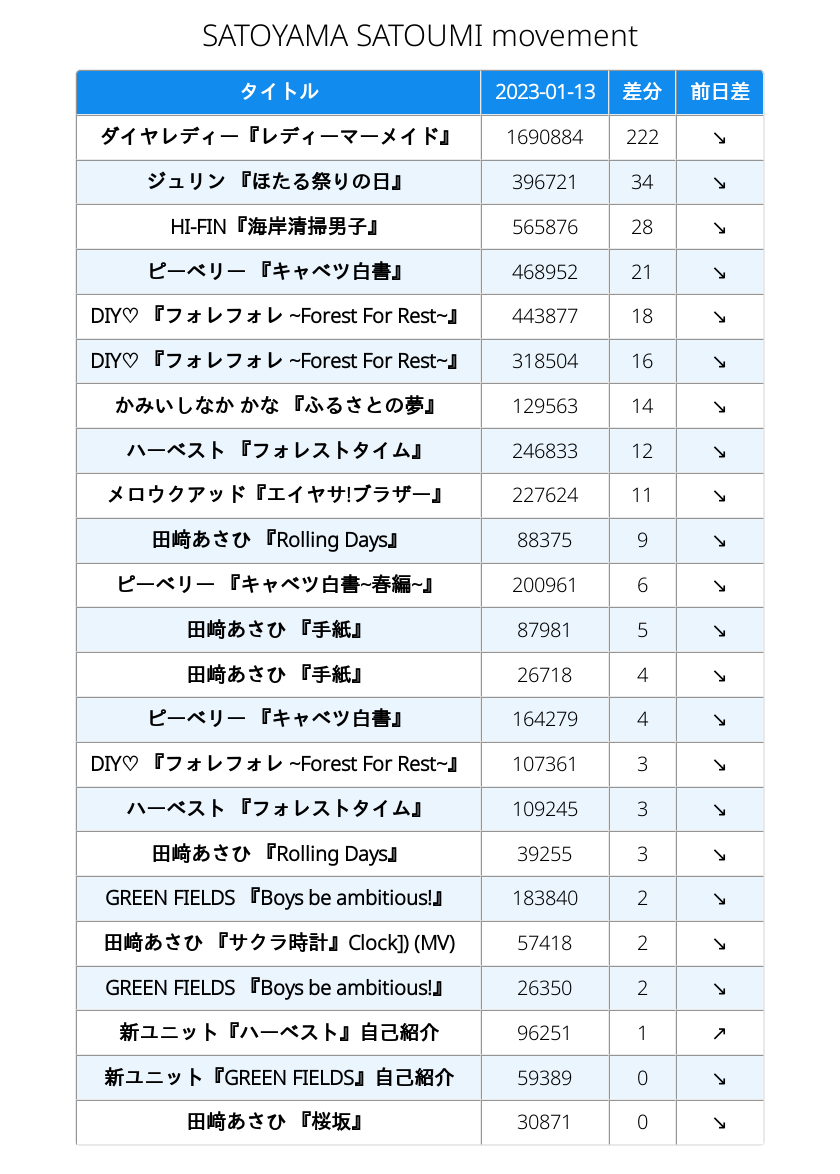 SATOYAMA SATOUMI movement
タイトル 2023-01-13 差分 前日差
ダイヤレディー『レディーマーメイド』 1690884 222 ↘
ジュリン 『ほたる祭りの日』 396721 34 ↘
HI-FIN『海岸清掃男子』 565876 28 ↘
ピーベリー 『キャベツ白書』 468952 21 ↘
DIY♡ 『フォレフォレ ~Forest For Rest~』 443877 18 ↘
DIY♡ 『フォレフォレ ~Forest For Rest~』 318504 16 ↘
かみいしなか かな 『ふるさとの夢』 129563 14 ↘
ハーベスト 『フォレストタイム』 246833 12 ↘
メロウクアッド『エイヤサ!ブラザー』 227624 11 ↘
田﨑あさひ 『Rolling Days』 88375 9 ↘
ピーベリー 『キャベツ白書~春編~』 200961 6 ↘
田﨑あさひ 『手紙』 87981 5 ↘
田﨑あさひ 『手紙』 26718 4 ↘
ピーベリー 『キャベツ白書』 164279 4 ↘
DIY♡ 『フォレフォレ ~Forest For Rest~』 107361 3 ↘
ハーベスト 『フォレストタイム』 109245 3 ↘
田﨑あさひ 『Rolling Days』 39255 3 ↘
GREEN FIELDS 『Boys be ambitious!』 183840 2 ↘
田﨑あさひ 『サクラ時計』Clock]) (MV) 57418 2 ↘
GREEN FIELDS 『Boys be ambitious!』 26350 2 ↘
新ユニット『ハーベスト』自己紹介 96251 1 ↗
新ユニット『GREEN FIELDS』自己紹介 59389 0 ↘
田﨑あさひ 『桜坂』 30871 0 ↘